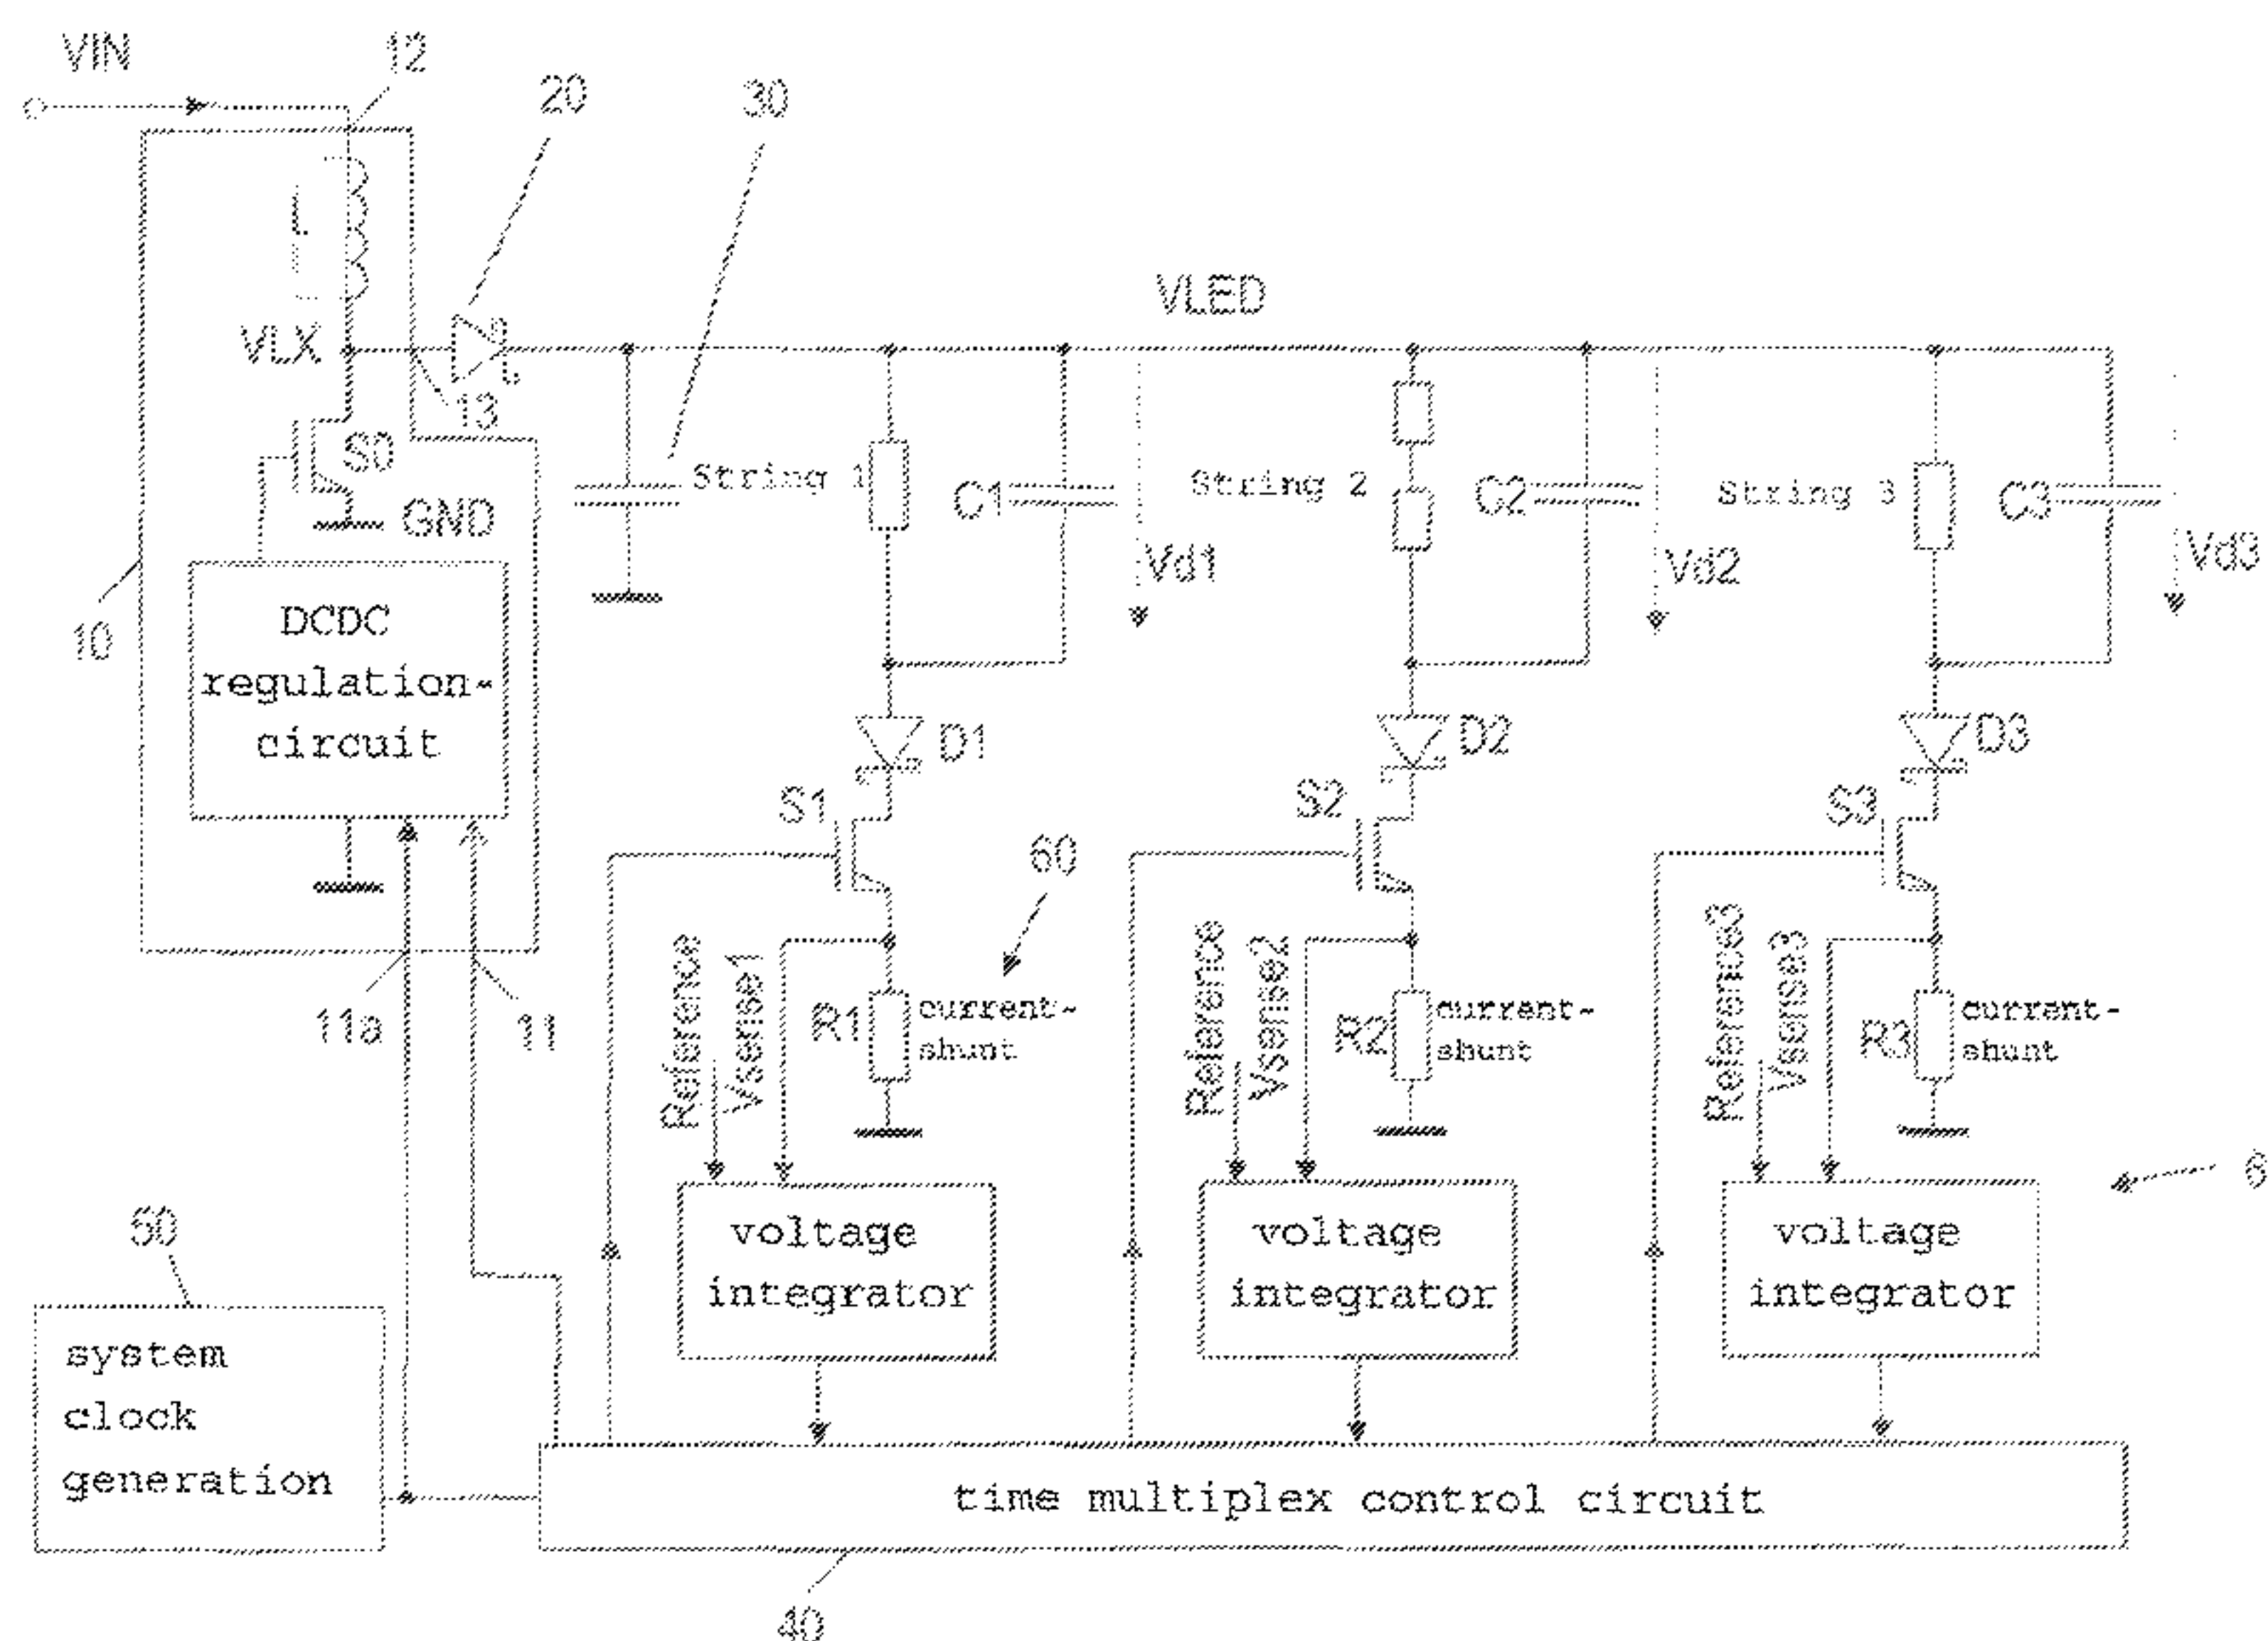 VIN
12
20
30
L
VLED
VLX
13
S0
GND
String 1
C1
String 2
C2
String 3
C3
Vd1
Vd2
Vd3
10
DCDC
regulation-
circuit
D1
D2
D3
S1
S2
S3
60
11a
11
Reference
Vsense1
R1
current-
shunt
Reference
Vsense2
R2
current-
shunt
Reference3
Vsense3
R3
current-
shunt
6
50
voltage
integrator
voltage
integrator
voltage
integrator
system
clock
generation
time multiplex control circuit
40